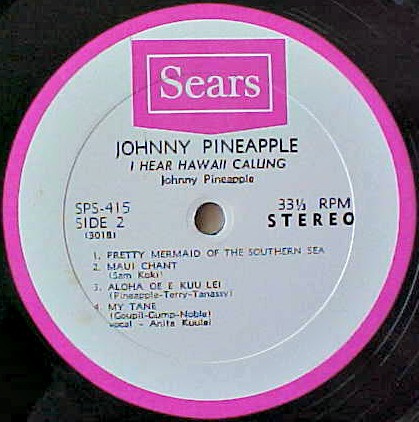 Sears
JOHNNY PINEAPPLE
I HEAR HAWAII CALLING
Johnny Pineapple
SPS-415
SIDE 2
(3018)
33⅓ RPM
STEREO
1. PRETTY MERMAID OF THE SOUTHERN SEA
2. MAUI CHANT
(Sam Koki)
3. ALOHA OE E KUU LEI
(Pineapple-Terry-Tanassy)
4. MY TANE
(Goupil-Gump-Noble)
vocal - Anita Kuulei